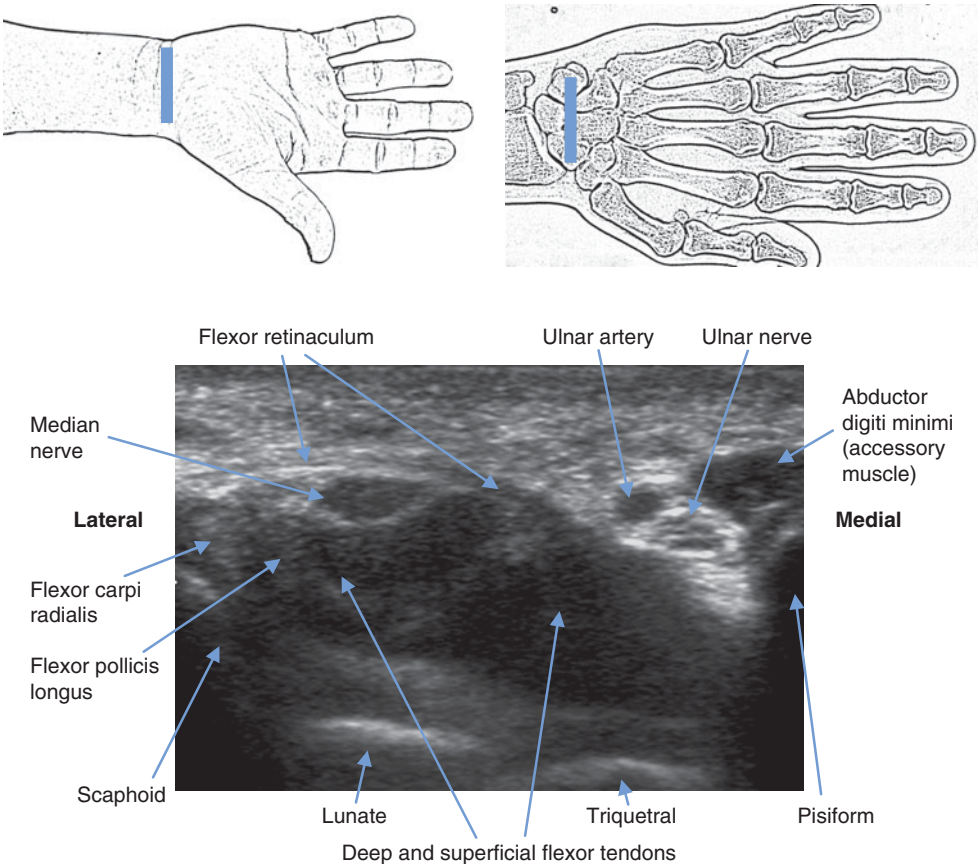 Flexor retinaculum
Ulnar artery
Ulnar nerve
Median
nerve
Abductor
digiti minimi
(accessory
muscle)
Lateral
Medial
Flexor carpi
radialis
Flexor pollicis
longus
Scaphoid
Lunate
Triquetral
Pisiform
Deep and superficial flexor tendons